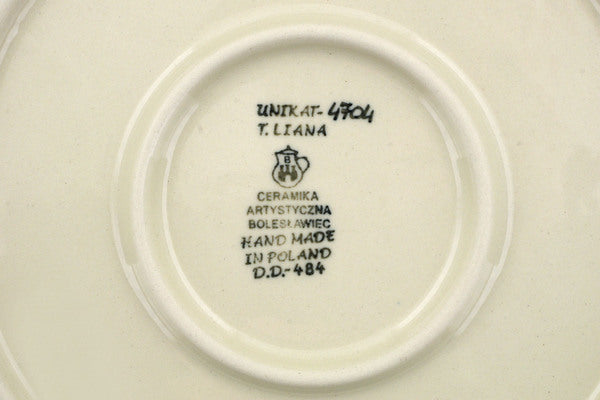 UNIKAT-4704
T. LIANA
B
CERAMIKA
ARTYSTYCZNA
BOLESŁAWIEC
HAND MADE
IN POLAND
D.D.-484